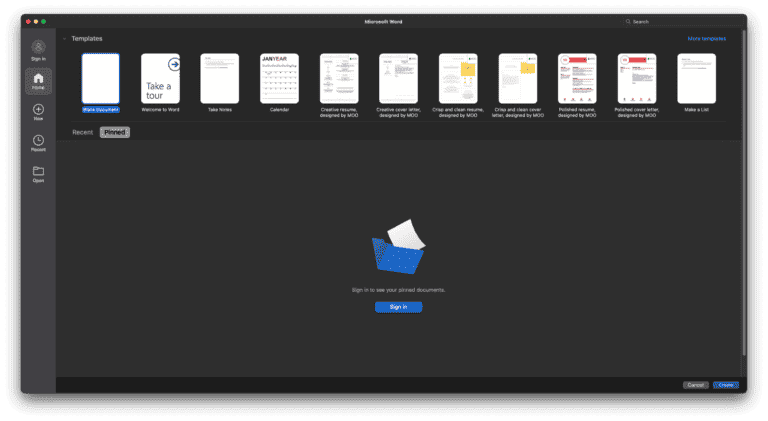 Microsoft Word
Search
Templates
More templates
Sign in
Home
New
Recent
Open
Take a
tour
JANYEAR
Blank Document
Welcome to Word
Take Notes
Calendar
Creative resume,
designed by MOO
Creative cover letter,
designed by MOO
Crisp and clean resume,
designed by MOO
Crisp and clean cover
letter, designed by MOO
Polished resume,
designed by MOO
Polished cover letter,
designed by MOO
Make a List
Recent
Pinned
Sign in to see your pinned documents.
Sign in
Cancel
Create